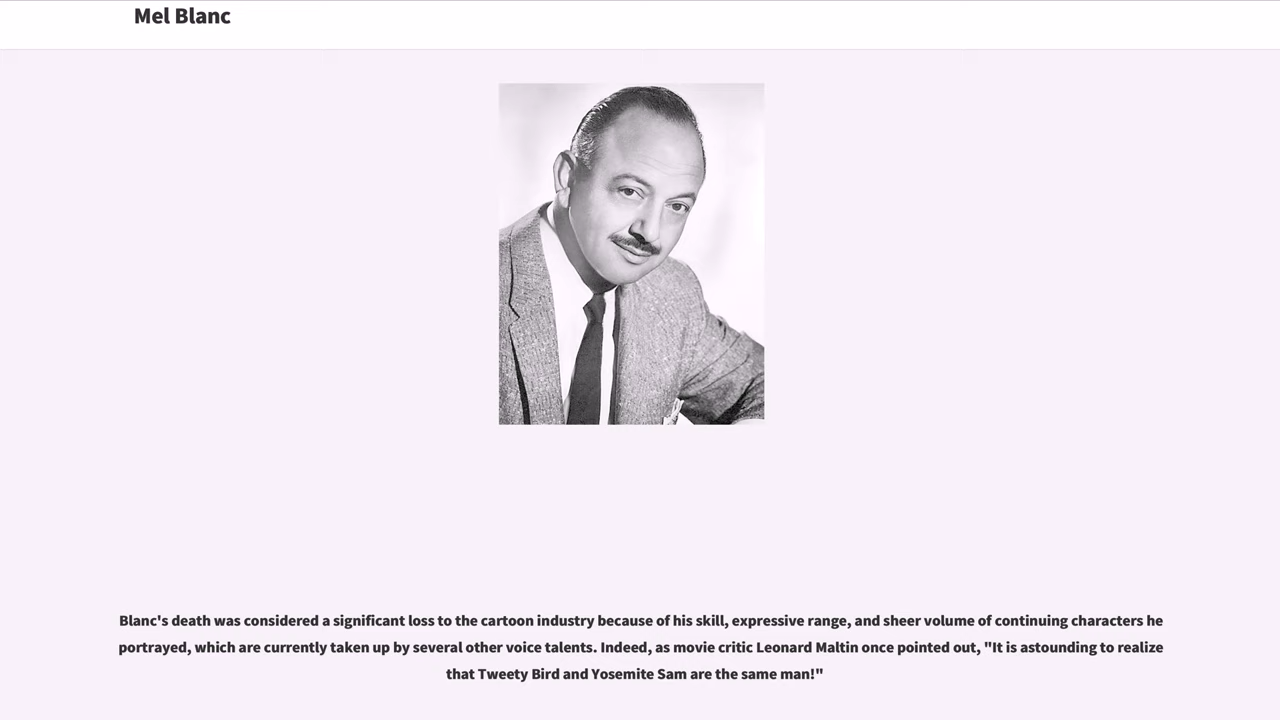 Mel Blanc
Blanc's death was considered a significant loss to the cartoon industry because of his skill, expressive range, and sheer volume of continuing characters he
portrayed, which are currently taken up by several other voice talents. Indeed, as movie critic Leonard Maltin once pointed out, "It is astounding to realize
that Tweety Bird and Yosemite Sam are the same man!"